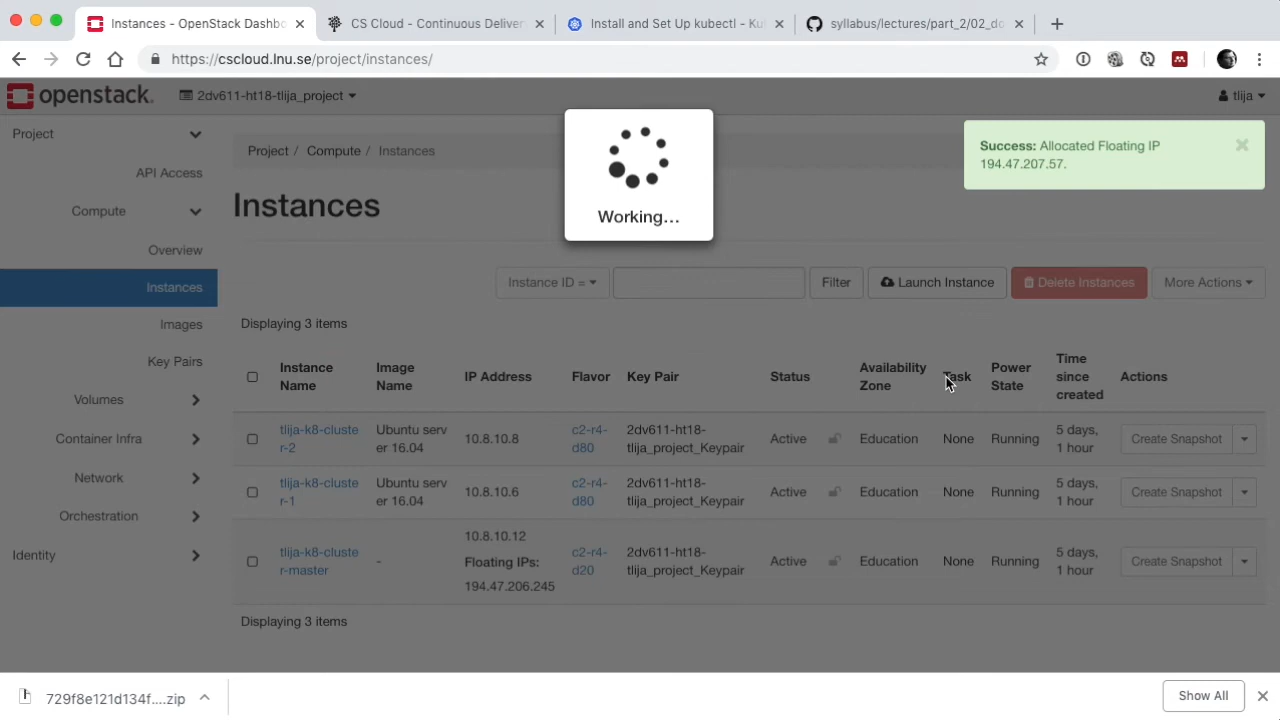 Instances - OpenStack Dashbo
CS Cloud - Continuous Delivery
Install and Set Up kubectl - Ku
syllabus/lectures/part_2/02_do
https://cscloud.lnu.se/project/instances/
openstack.
2dv611-ht18-tlija_project
tlija
Project
API Access
Compute
Overview
Instances
Images
Key Pairs
Volumes
Container Infra
Network
Orchestration
Identity
Project / Compute / Instances
Success: Allocated Floating IP
194.47.207.57.
Working...
Instances
Instance ID =
Filter
Launch Instance
Delete Instances
More Actions
Displaying 3 items
Instance Name
Image Name
IP Address
Flavor
Key Pair
Status
Availability Zone
Task
Power State
Time since created
Actions
tlija-k8-cluste
r-2
Ubuntu serv
er 16.04
10.8.10.8
c2-r4-
d80
2dv611-ht18-
tlija_project_Keypair
Active
Education
None
Running
5 days,
1 hour
Create Snapshot
tlija-k8-cluste
r-1
Ubuntu serv
er 16.04
10.8.10.6
c2-r4-
d80
2dv611-ht18-
tlija_project_Keypair
Active
Education
None
Running
5 days,
1 hour
Create Snapshot
tlija-k8-cluste
r-master
-
10.8.10.12
Floating IPs:
194.47.206.245
c2-r4-
d20
2dv611-ht18-
tlija_project_Keypair
Active
Education
None
Running
5 days,
1 hour
Create Snapshot
Displaying 3 items
729f8e121d134f....zip
Show All